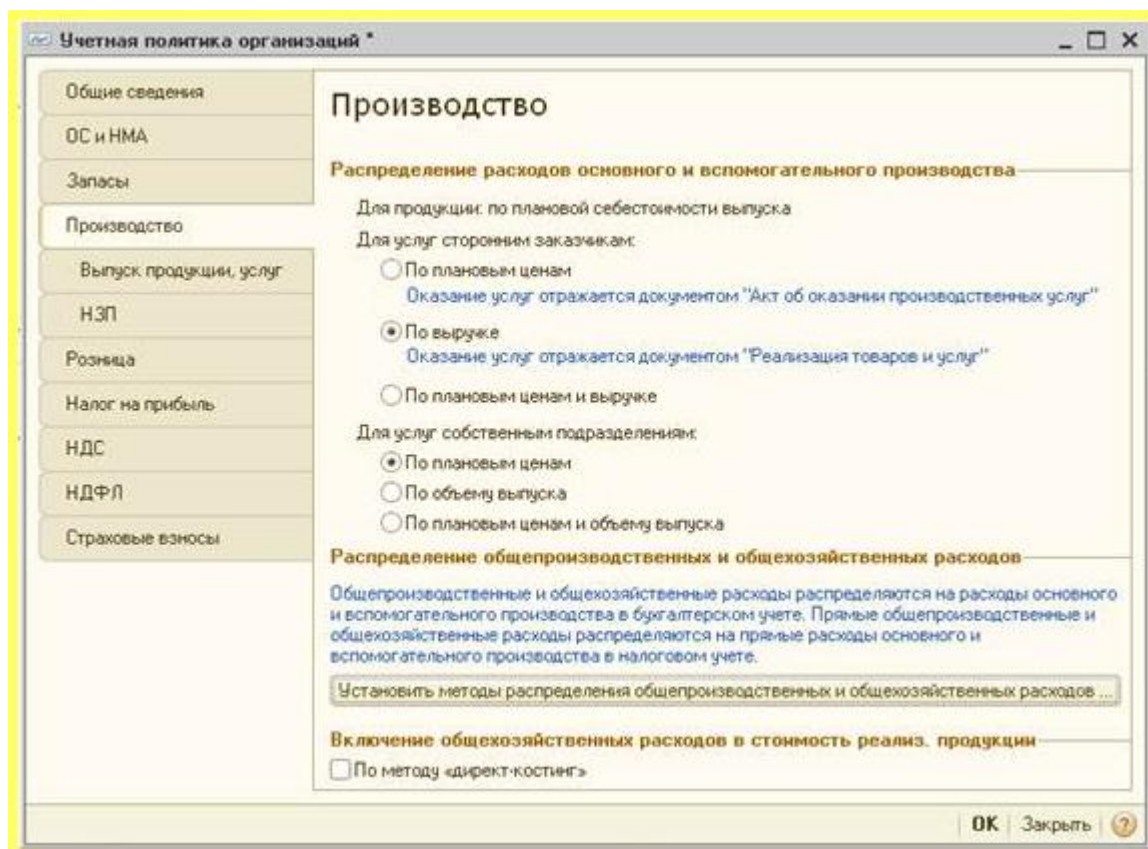 Учетная политика организаций *
Общие сведения
ОС и НМА
Запасы
Производство
Выпуск продукции, услуг
НЗП
Розница
Налог на прибыль
НДС
НДФЛ
Страховые взносы
Производство
Распределение расходов основного и вспомогательного производства
Для продукции: по плановой себестоимости выпуска
Для услуг сторонним заказчикам:
По плановым ценам
Оказание услуг отражается документом "Акт об оказании производственных услуг"
По выручке
Оказание услуг отражается документом "Реализация товаров и услуг"
По плановым ценам и выручке
Для услуг собственным подразделениям:
По плановым ценам
По объему выпуска
По плановым ценам и объему выпуска
Распределение общепроизводственных и общехозяйственных расходов
Общепроизводственные и общехозяйственные расходы распределяются на расходы основного
и вспомогательного производства в бухгалтерском учете. Прямые общепроизводственные и
общехозяйственные расходы распределяются на прямые расходы основного и
вспомогательного производства в налоговом учете.
Установить методы распределения общепроизводственных и общехозяйственных расходов ...
Включение общехозяйственных расходов в стоимость реализ. продукции
По методу «директ-костинг»
ОК Закрыть ?